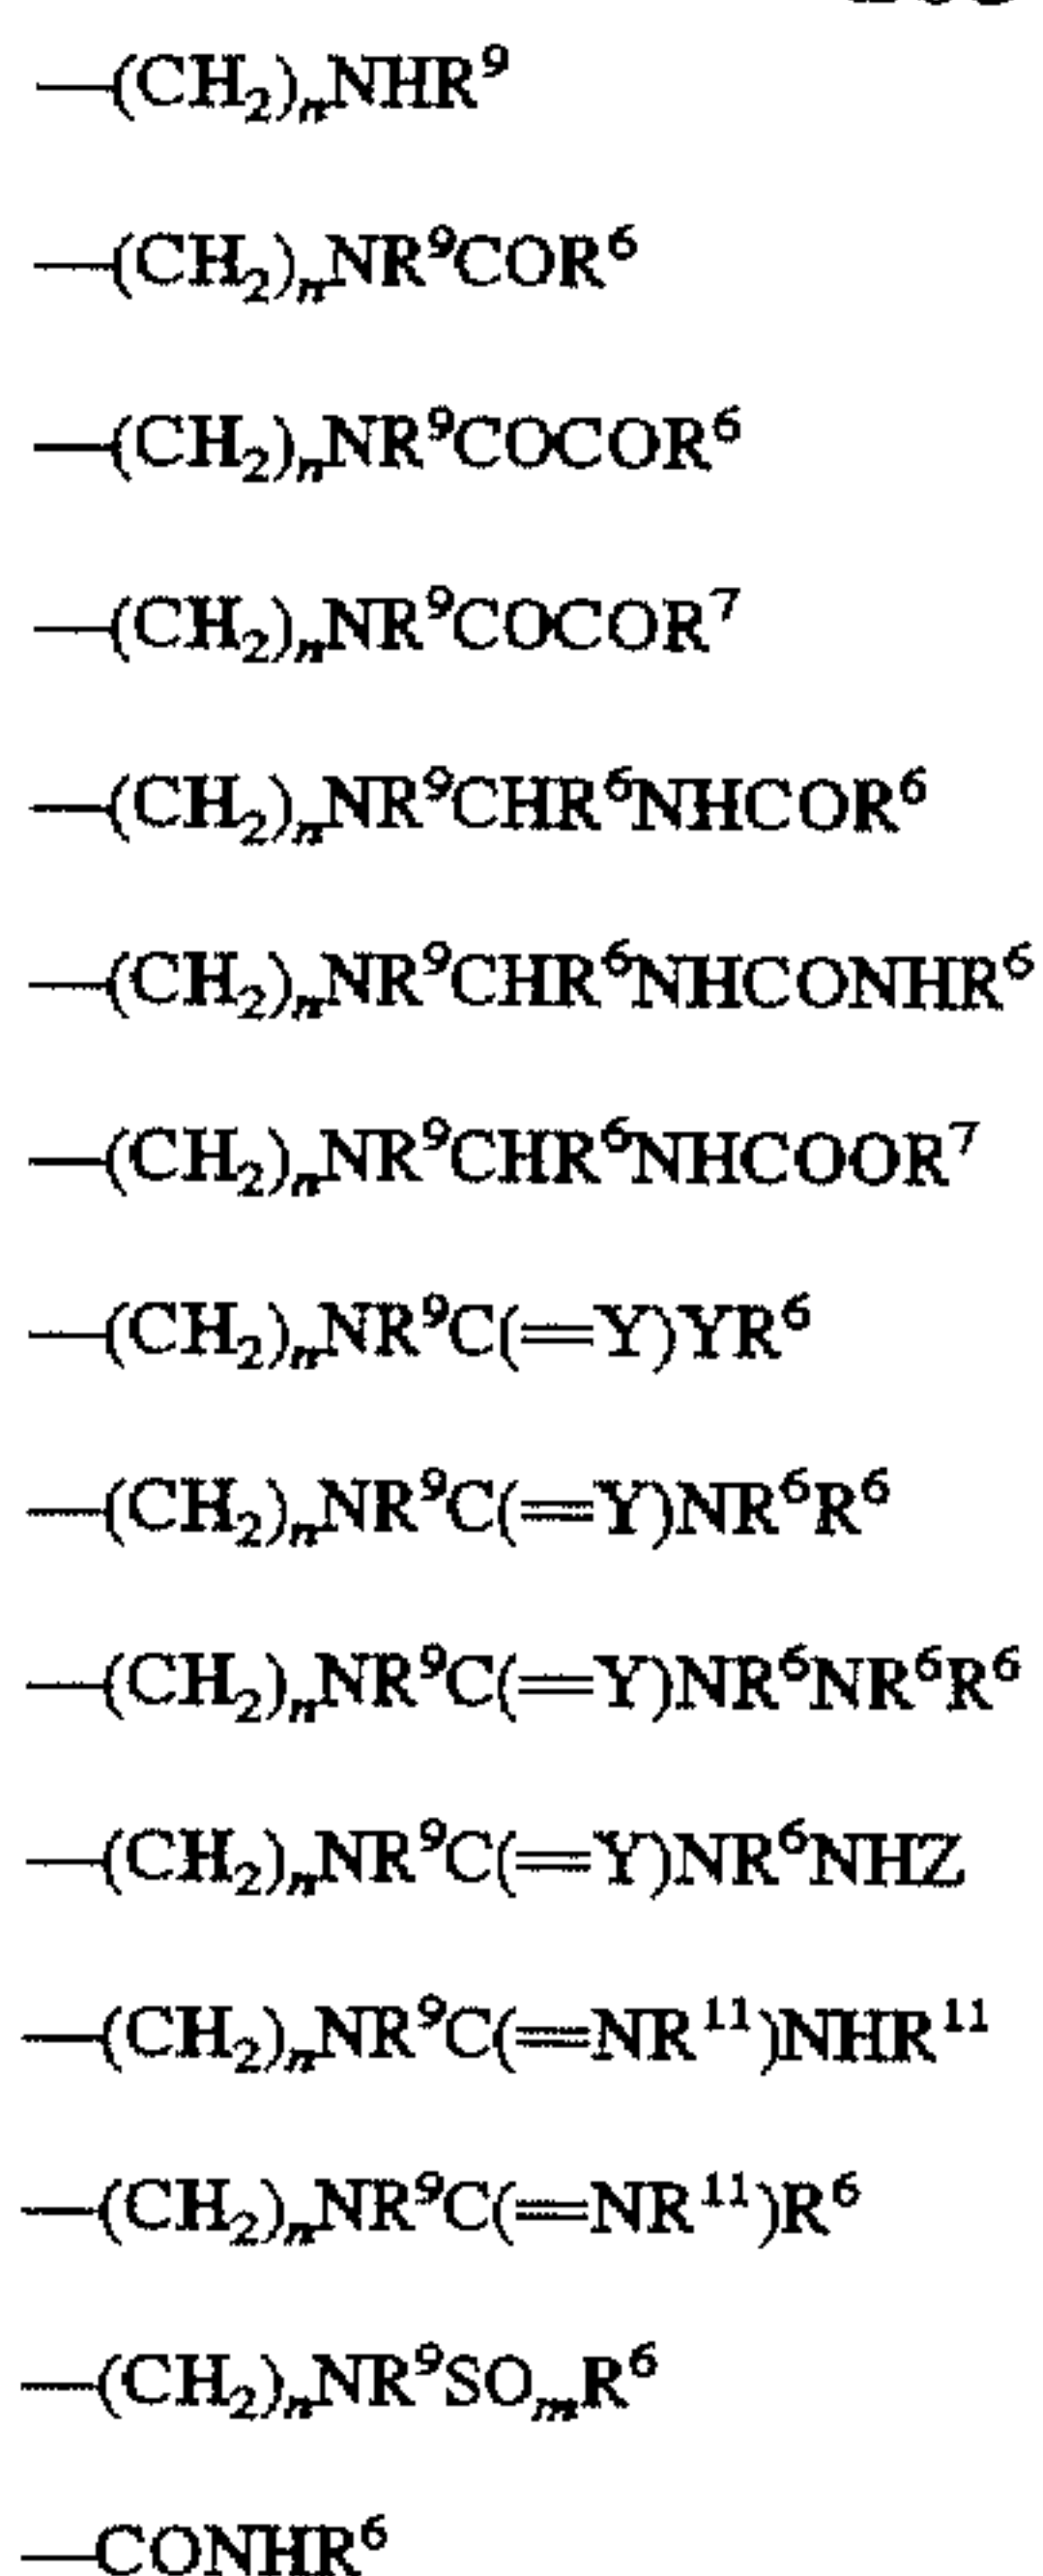 —(CH₂)ₙNHR⁹
—(CH₂)ₙNR⁹COR⁶
—(CH₂)ₙNR⁹COCOR⁶
—(CH₂)ₙNR⁹COCOR⁷
—(CH₂)ₙNR⁹CHR⁶NHCOR⁶
—(CH₂)ₙNR⁹CHR⁶NHCONHR⁶
—(CH₂)ₙNR⁹CHR⁶NHCOOR⁷
—(CH₂)ₙNR⁹C(=Y)YR⁶
—(CH₂)ₙNR⁹C(=Y)NR⁶R⁶
—(CH₂)ₙNR⁹C(=Y)NR⁶NR⁶R⁶
—(CH₂)ₙNR⁹C(=Y)NR⁶NHZ
—(CH₂)ₙNR⁹C(=NR¹¹)NHR¹¹
—(CH₂)ₙNR⁹C(=NR¹¹)R⁶
—(CH₂)ₙNR⁹SOₘR⁶
—CONHR⁶